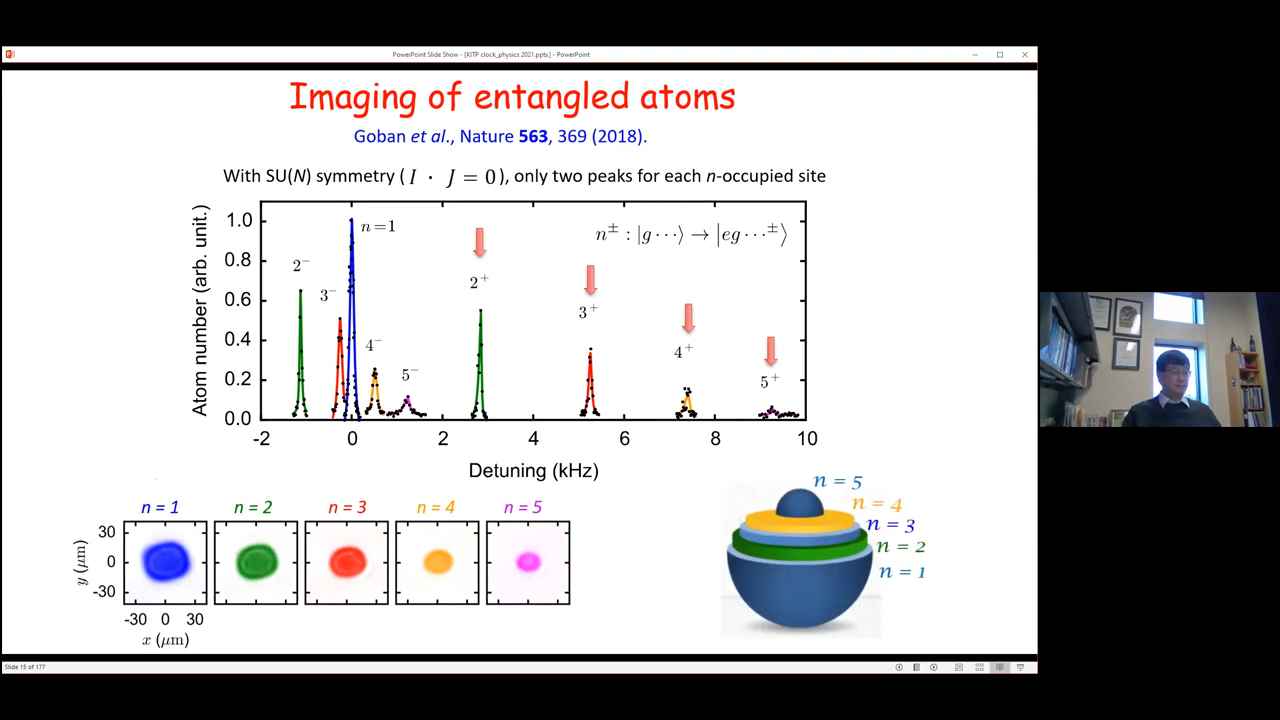 PowerPoint Slide Show - [KITP clock_physics 2021.pptx] - PowerPoint
Imaging of entangled atoms
Goban et al., Nature 563, 369 (2018).
With SU(N) symmetry ( I · J = 0 ), only two peaks for each n-occupied site
Atom number (arb. unit.)
1.0
0.8
0.6
0.4
0.2
0.0
n=1
n± : |g ⋯⟩ → |eg ⋯±⟩
2⁻
3⁻
4⁻
5⁻
2⁺
3⁺
4⁺
5⁺
-2 0 2 4 6 8 10
Detuning (kHz)
n = 1 n = 2 n = 3 n = 4 n = 5
y (μm)
30
0
-30
-30 0 30
x (μm)
n = 5
n = 4
n = 3
n = 2
n = 1
Slide 15 of 177